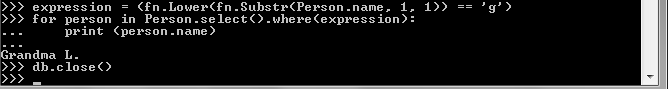 >>> expression = (fn.Lower(fn.Substr(Person.name, 1, 1)) == 'g')
>>> for person in Person.select().where(expression):
...     print (person.name)
...
Grandma L.
>>> db.close()
>>> _